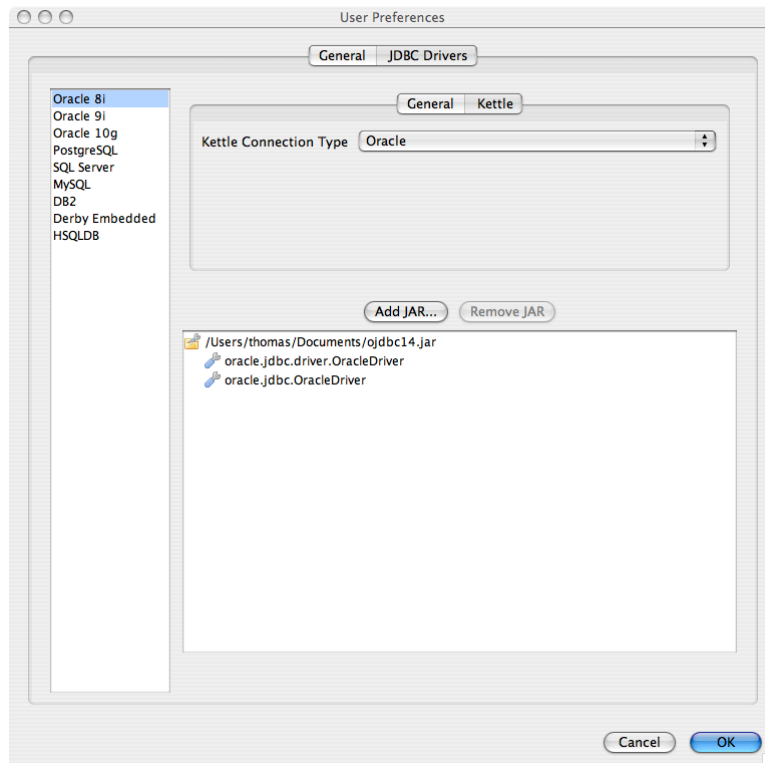 User Preferences
General JDBC Drivers
Oracle 8i
Oracle 9i
Oracle 10g
PostgreSQL
SQL Server
MySQL
DB2
Derby Embedded
HSQLDB
General Kettle
Kettle Connection Type Oracle
Add JAR... Remove JAR
/Users/thomas/Documents/ojdbc14.jar
oracle.jdbc.driver.OracleDriver
oracle.jdbc.OracleDriver
Cancel OK